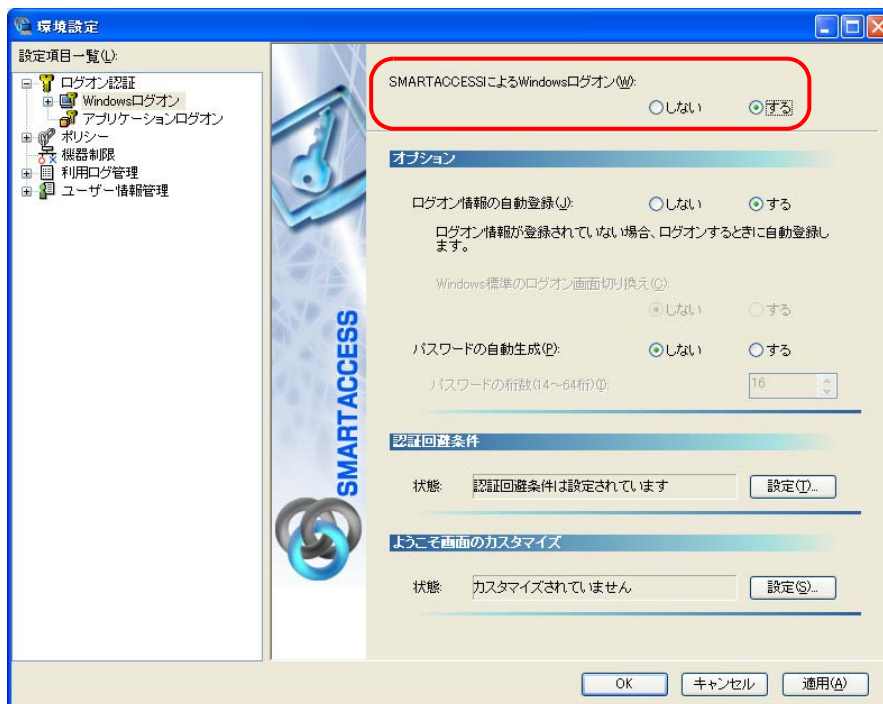 環境設定
設定項目一覧(L):
ログオン認証
Windowsログオン
アプリケーションログオン
ポリシー
機器制限
利用ログ管理
ユーザー情報管理
SMARTACCESS
SMARTACCESSによるWindowsログオン(W):
しない する
オプション
ログオン情報の自動登録(J): しない する
ログオン情報が登録されていない場合、ログオンするときに自動登録し
ます。
Windows標準のログオン画面切り換え(C):
しない する
パスワードの自動生成(P): しない する
パスワードの桁数(14～64桁)(I): 16
認証回避条件
状態: 認証回避条件は設定されています 設定(T)...
ようこそ画面のカスタマイズ
状態: カスタマイズされていません 設定(S)...
OK キャンセル 適用(A)